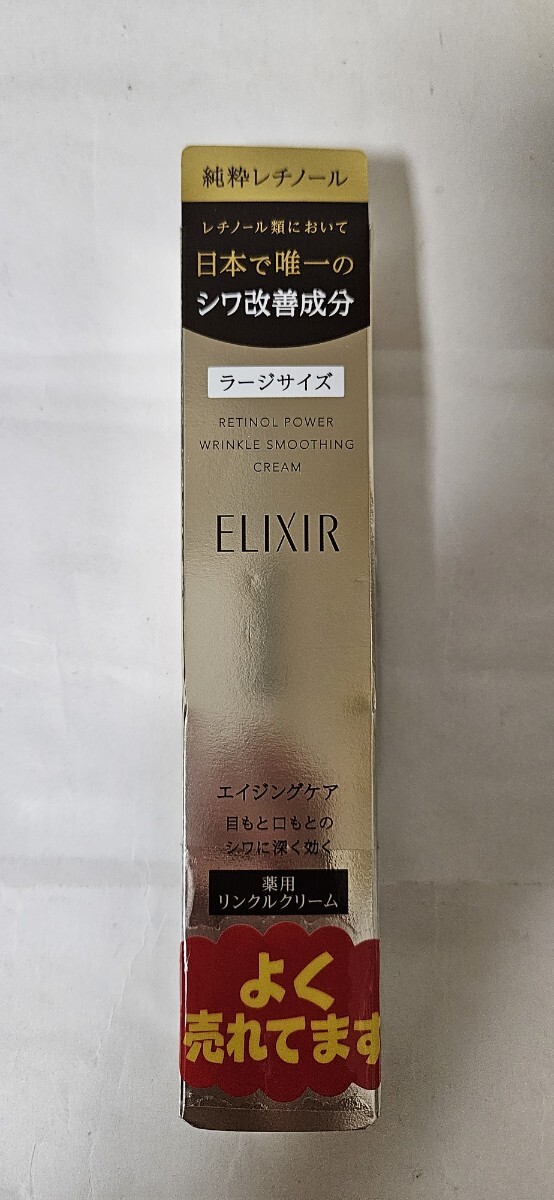 純粋レチノール
レチノール類において
日本で唯一の
シワ改善成分
ラージサイズ
RETINOL POWER
WRINKLE SMOOTHING
CREAM
ELIXIR
エイジングケア
目もと口もとの
シワに深く効く
薬用
リンクルクリーム
よく
売れてます